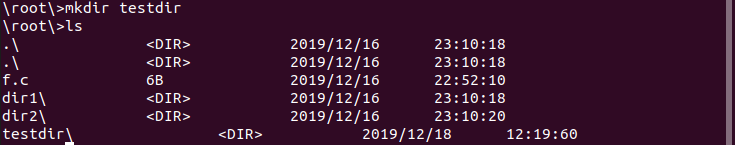 \root\>mkdir testdir
\root\>ls
.\ <DIR> 2019/12/16 23:10:18
.\ <DIR> 2019/12/16 23:10:18
f.c 6B 2019/12/16 22:52:10
dir1\ <DIR> 2019/12/16 23:10:18
dir2\ <DIR> 2019/12/16 23:10:20
testdir\ <DIR> 2019/12/18 12:19:60